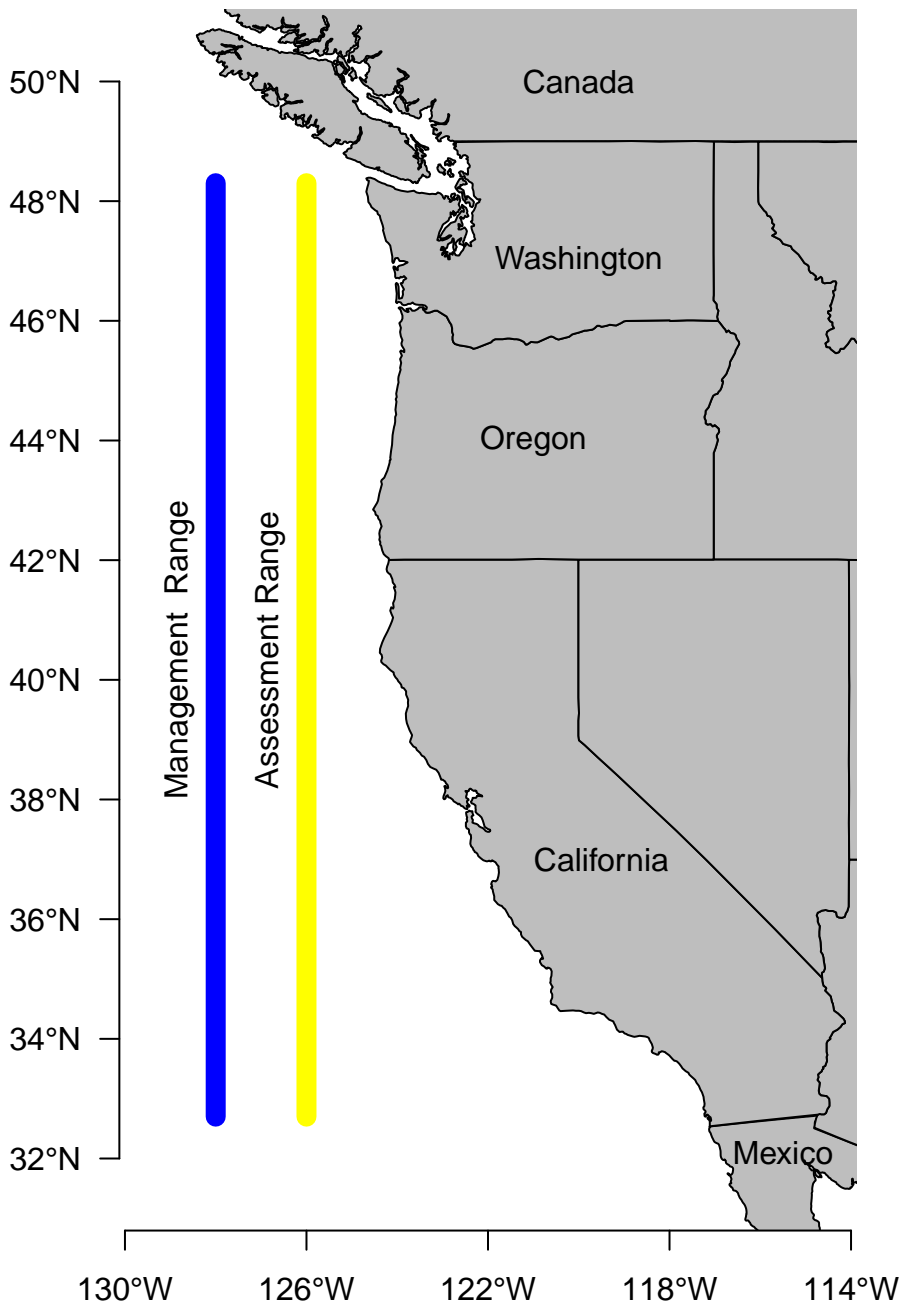 50°N
48°N
46°N
44°N
42°N
40°N
38°N
36°N
34°N
32°N
Management Range
Assessment Range
Canada
Washington
Oregon
California
Mexico
130°W 126°W 122°W 118°W 114°W